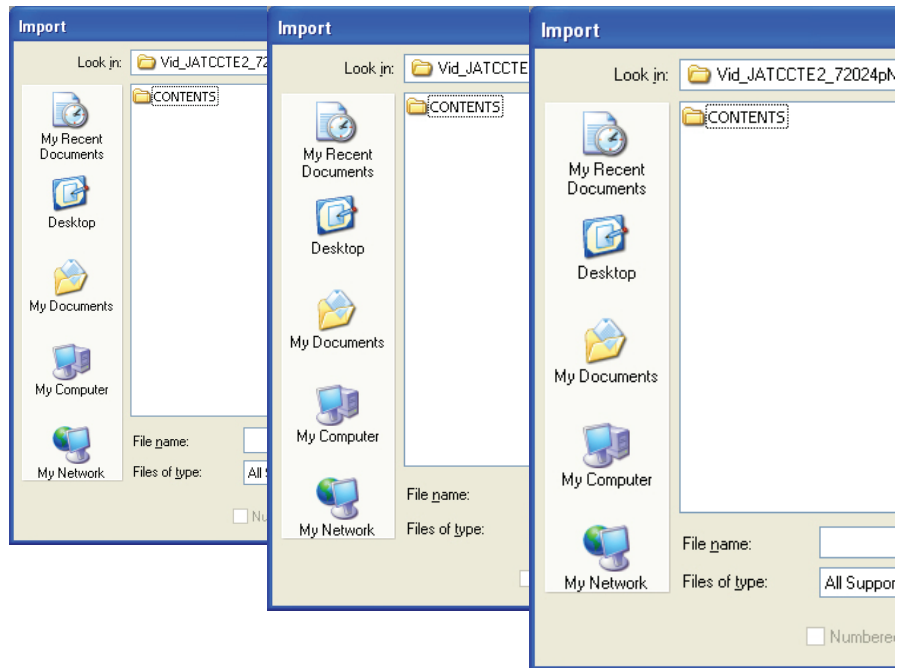 Import
Look in:
Vid_JATCCTE2_72
CONTENTS
My Recent
Documents
Desktop
My Documents
My Computer
My Network
File name:
Files of type:
All
Nu
Import
Look in:
Vid_JATCCTE
CONTENTS
My Recent
Documents
Desktop
My Documents
My Computer
My Network
File name:
Files of type:
Import
Look in:
Vid_JATCCTE2_72024pN
CONTENTS
My Recent
Documents
Desktop
My Documents
My Computer
My Network
File name:
Files of type:
All Suppor
Numbere